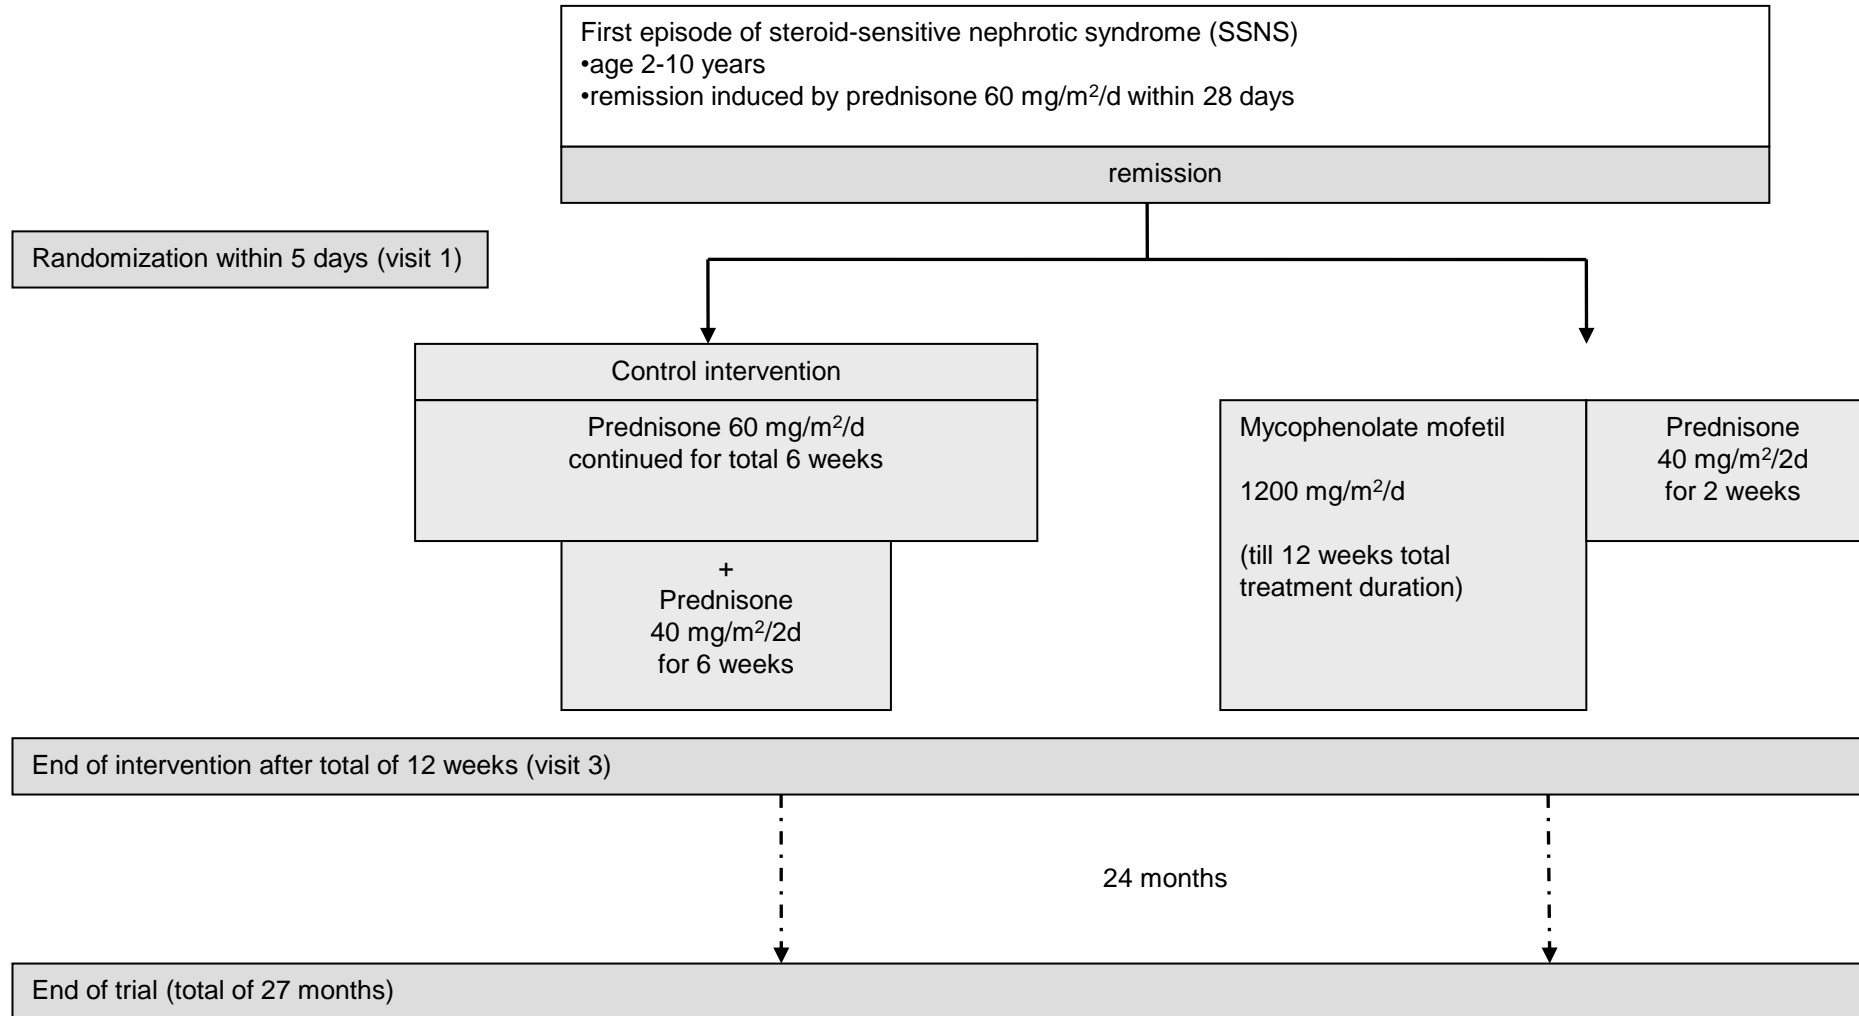 First episode of steroid-sensitive nephrotic syndrome (SSNS)
•age 2-10 years
•remission induced by prednisone 60 mg/m²/d within 28 days
remission
Randomization within 5 days (visit 1)
Control intervention
Prednisone 60 mg/m²/d
continued for total 6 weeks
+
Prednisone
40 mg/m²/2d
for 6 weeks
Mycophenolate mofetil
1200 mg/m²/d
(till 12 weeks total
treatment duration)
Prednisone
40 mg/m²/2d
for 2 weeks
End of intervention after total of 12 weeks (visit 3)
24 months
End of trial (total of 27 months)